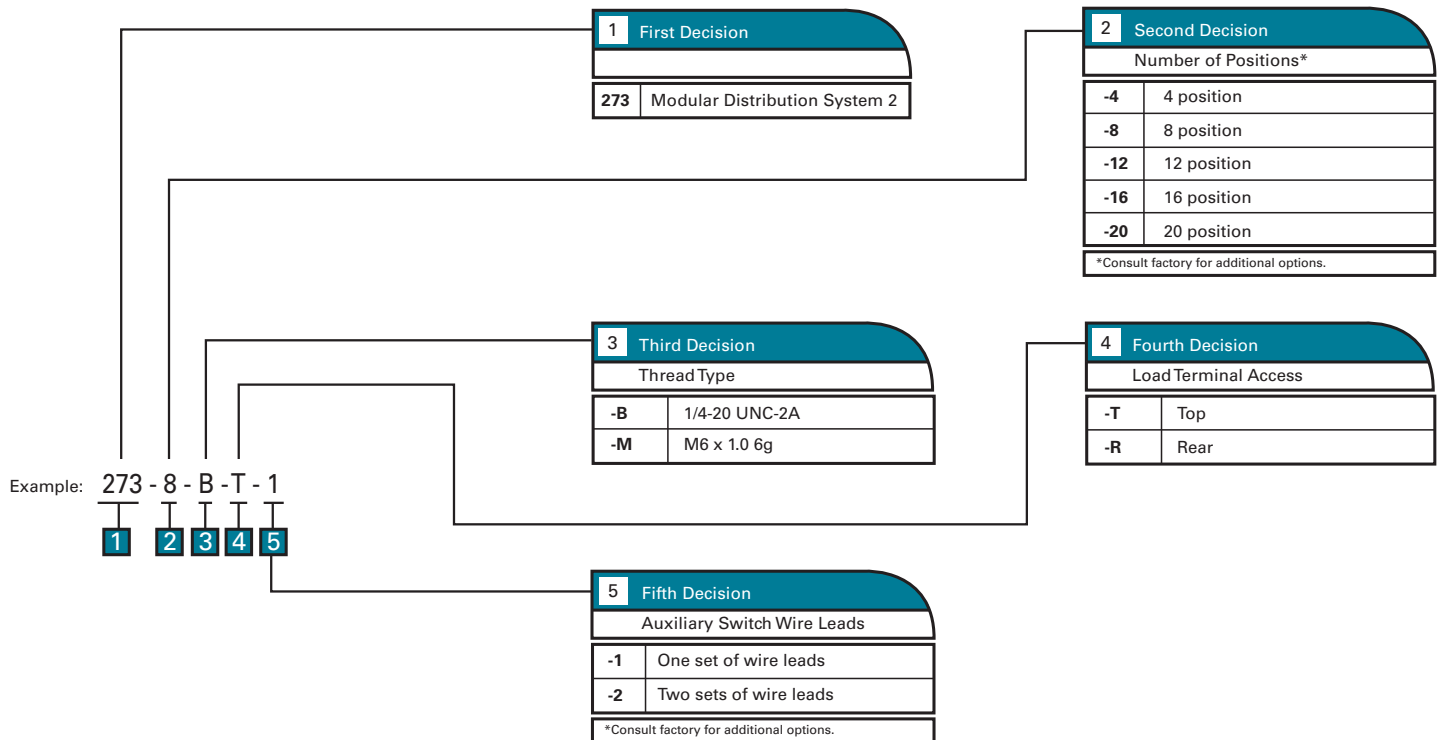 1 First Decision
273 Modular Distribution System 2
2 Second Decision
Number of Positions*
-4 4 position
-8 8 position
-12 12 position
-16 16 position
-20 20 position
*Consult factory for additional options.
3 Third Decision
Thread Type
-B 1/4-20 UNC-2A
-M M6 x 1.0 6g
4 Fourth Decision
Load Terminal Access
-T Top
-R Rear
Example: 273 - 8 - B - T - 1
1 2 3 4 5
5 Fifth Decision
Auxiliary Switch Wire Leads
-1 One set of wire leads
-2 Two sets of wire leads
*Consult factory for additional options.